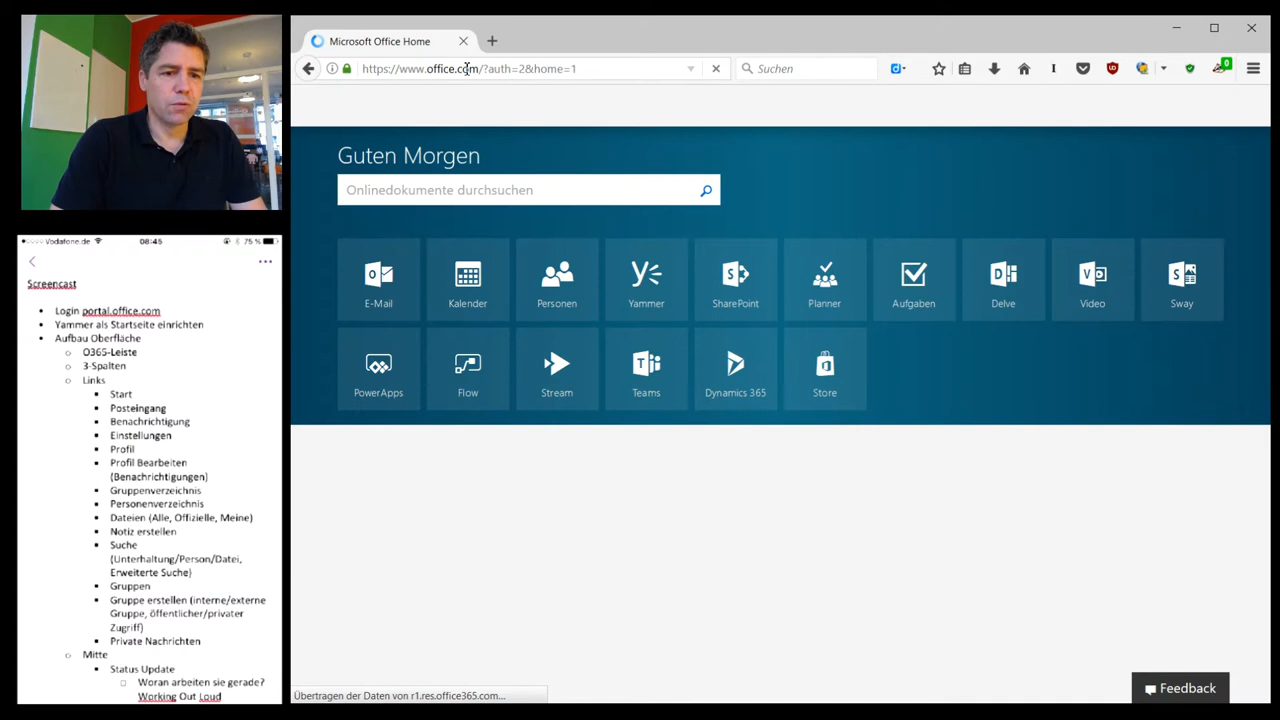 Microsoft Office Home
https://www.office.com/?auth=2&home=1
Suchen
0
Guten Morgen
Onlinedokumente durchsuchen
E-Mail
Kalender
Personen
Yammer
SharePoint
Planner
Aufgaben
Delve
Video
Sway
PowerApps
Flow
Stream
Teams
Dynamics 365
Store
Feedback
Übertragen der Daten von r1.res.office365.com...
Vodafone.de
08:45
75 %
Screencast
Login portal.office.com
Yammer als Startseite einrichten
Aufbau Oberfläche
O365-Leiste
3-Spalten
Links
Start
Posteingang
Benachrichtigung
Einstellungen
Profil
Profil Bearbeiten
(Benachrichtigungen)
Gruppenverzeichnis
Personenverzeichnis
Dateien (Alle, Offizielle, Meine)
Notiz erstellen
Suche
(Unterhaltung/Person/Datei,
Erweiterte Suche)
Gruppen
Gruppe erstellen (interne/externe
Gruppe, öffentlicher/privater
Zugriff)
Private Nachrichten
Mitte
Status Update
Woran arbeiten sie gerade?
Working Out Loud